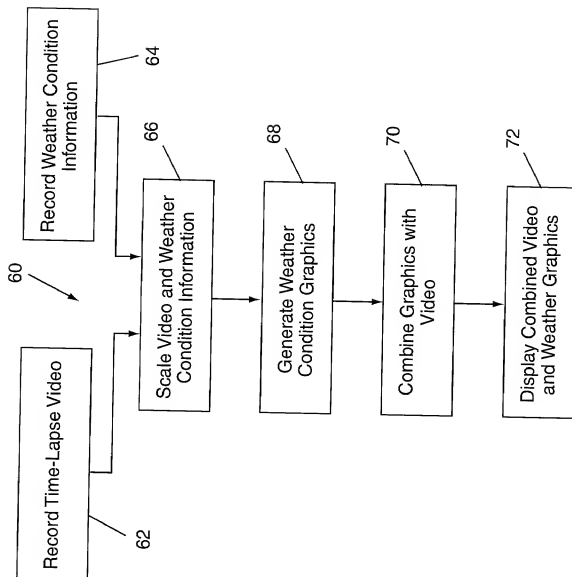 60
Record Time-Lapse Video
62
Record Weather Condition
Information
64
Scale Video and Weather
Condition Information
66
Generate Weather
Condition Graphics
68
Combine Graphics with
Video
70
Display Combined Video
and Weather Graphics
72